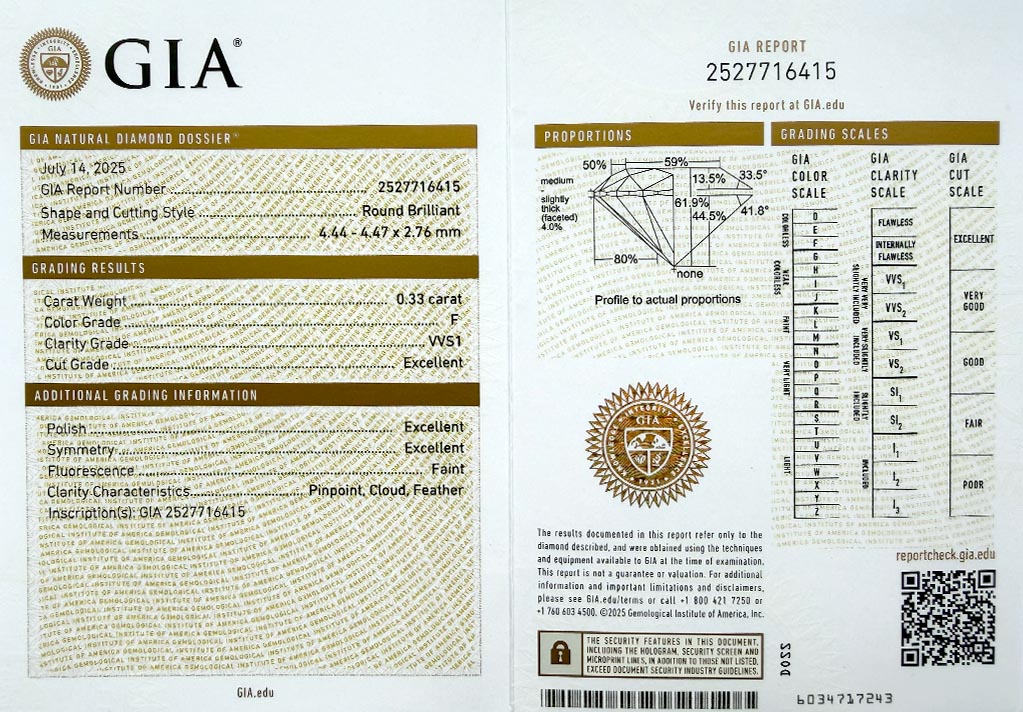 GIA®
GIA NATURAL DIAMOND DOSSIER®
July 14, 2025
GIA Report Number 2527716415
Shape and Cutting Style Round Brilliant
Measurements 4.44 - 4.47 x 2.76 mm
GRADING RESULTS
Carat Weight 0.33 carat
Color Grade F
Clarity Grade VVS1
Cut Grade Excellent
ADDITIONAL GRADING INFORMATION
Polish Excellent
Symmetry Excellent
Fluorescence Faint
Clarity Characteristics Pinpoint, Cloud, Feather
Inscription(s): GIA 2527716415
GIA.edu
GIA REPORT
2527716415
Verify this report at GIA.edu
PROPORTIONS
50%
59%
13.5%
33.5°
medium
-
slightly
thick
(faceted)
4.0%
61.9%
44.5%
41.8°
80%
none
Profile to actual proportions
GIA
The results documented in this report refer only to the
diamond described, and were obtained using the techniques
and equipment available to GIA at the time of examination.
This report is not a guarantee or valuation. For additional
information and important limitations and disclaimers,
please see GIA.edu/terms or call +1 800 421 7250 or
+1 760 603 4500. ©2025 Gemological Institute of America, Inc.
THE SECURITY FEATURES IN THIS DOCUMENT,
INCLUDING THE HOLOGRAM, SECURITY SCREEN AND
MICROPRINT LINES, IN ADDITION TO THOSE NOT LISTED,
EXCEED DOCUMENT SECURITY INDUSTRY GUIDELINES.
GRADING SCALES
GIA
COLOR
SCALE
COLORLESS
D
E
F
NEAR COLORLESS
G
H
I
J
FAINT
K
L
M
VERY LIGHT
N
O
P
Q
R
LIGHT
S
T
U
V
W
X
Y
Z
GIA
CLARITY
SCALE
FLAWLESS
INTERNALLY
FLAWLESS
VERY VERY
SLIGHTLY INCLUDED
VVS1
VVS2
VERY SLIGHTLY
INCLUDED
VS1
VS2
SLIGHTLY
INCLUDED
SI1
SI2
INCLUDED
I1
I2
I3
GIA
CUT
SCALE
EXCELLENT
VERY
GOOD
GOOD
FAIR
POOR
reportcheck.gia.edu
6034717243